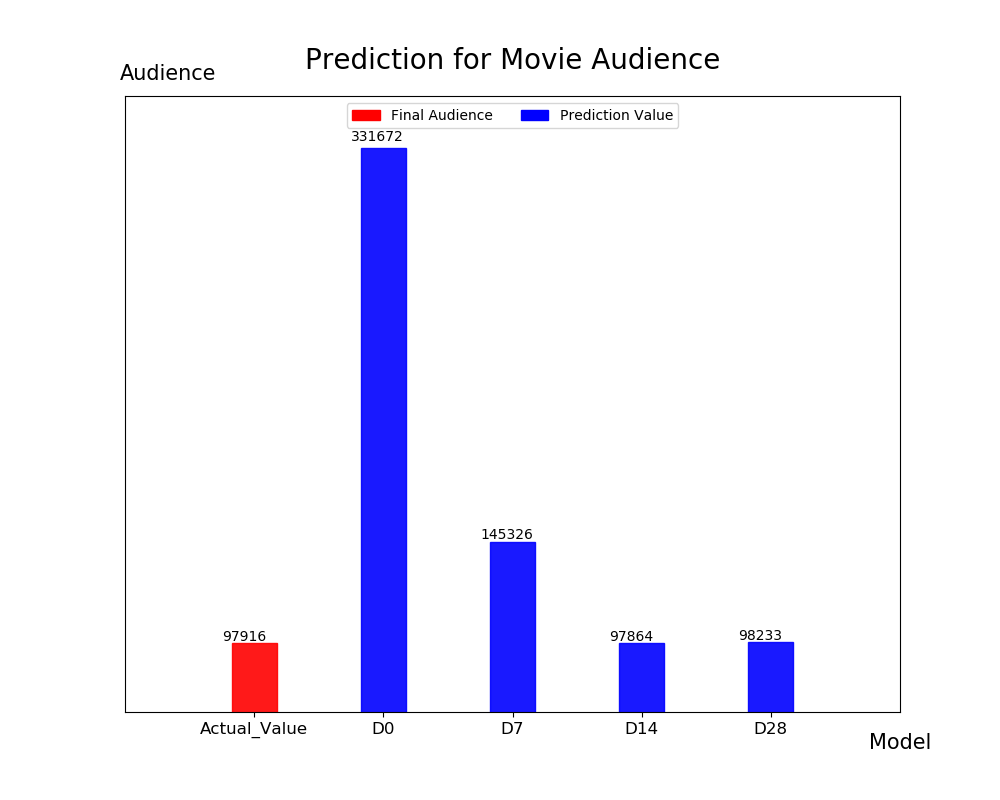 Prediction for Movie Audience
Audience
Final Audience
Prediction Value
331672
145326
97916
97864
98233
Actual_Value
D0
D7
D14
D28
Model